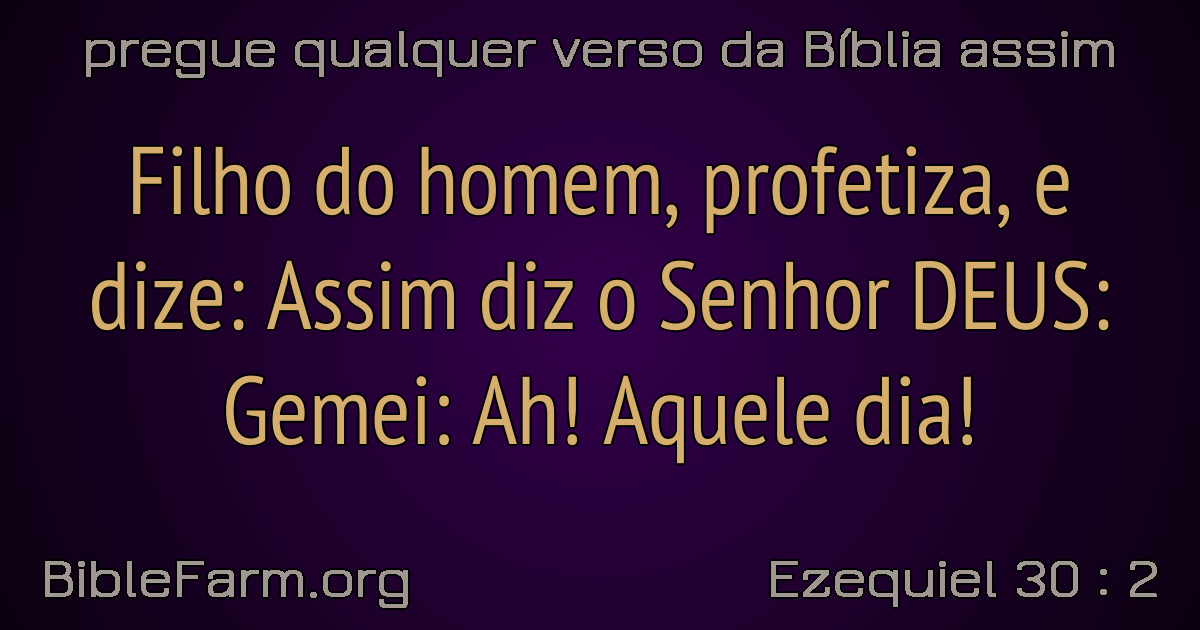 pregue qualquer verso da Bíblia assim
Filho do homem, profetiza, e
dize: Assim diz o Senhor DEUS:
Gemei: Ah! Aquele dia!
BibleFarm.org
Ezequiel 30 : 2